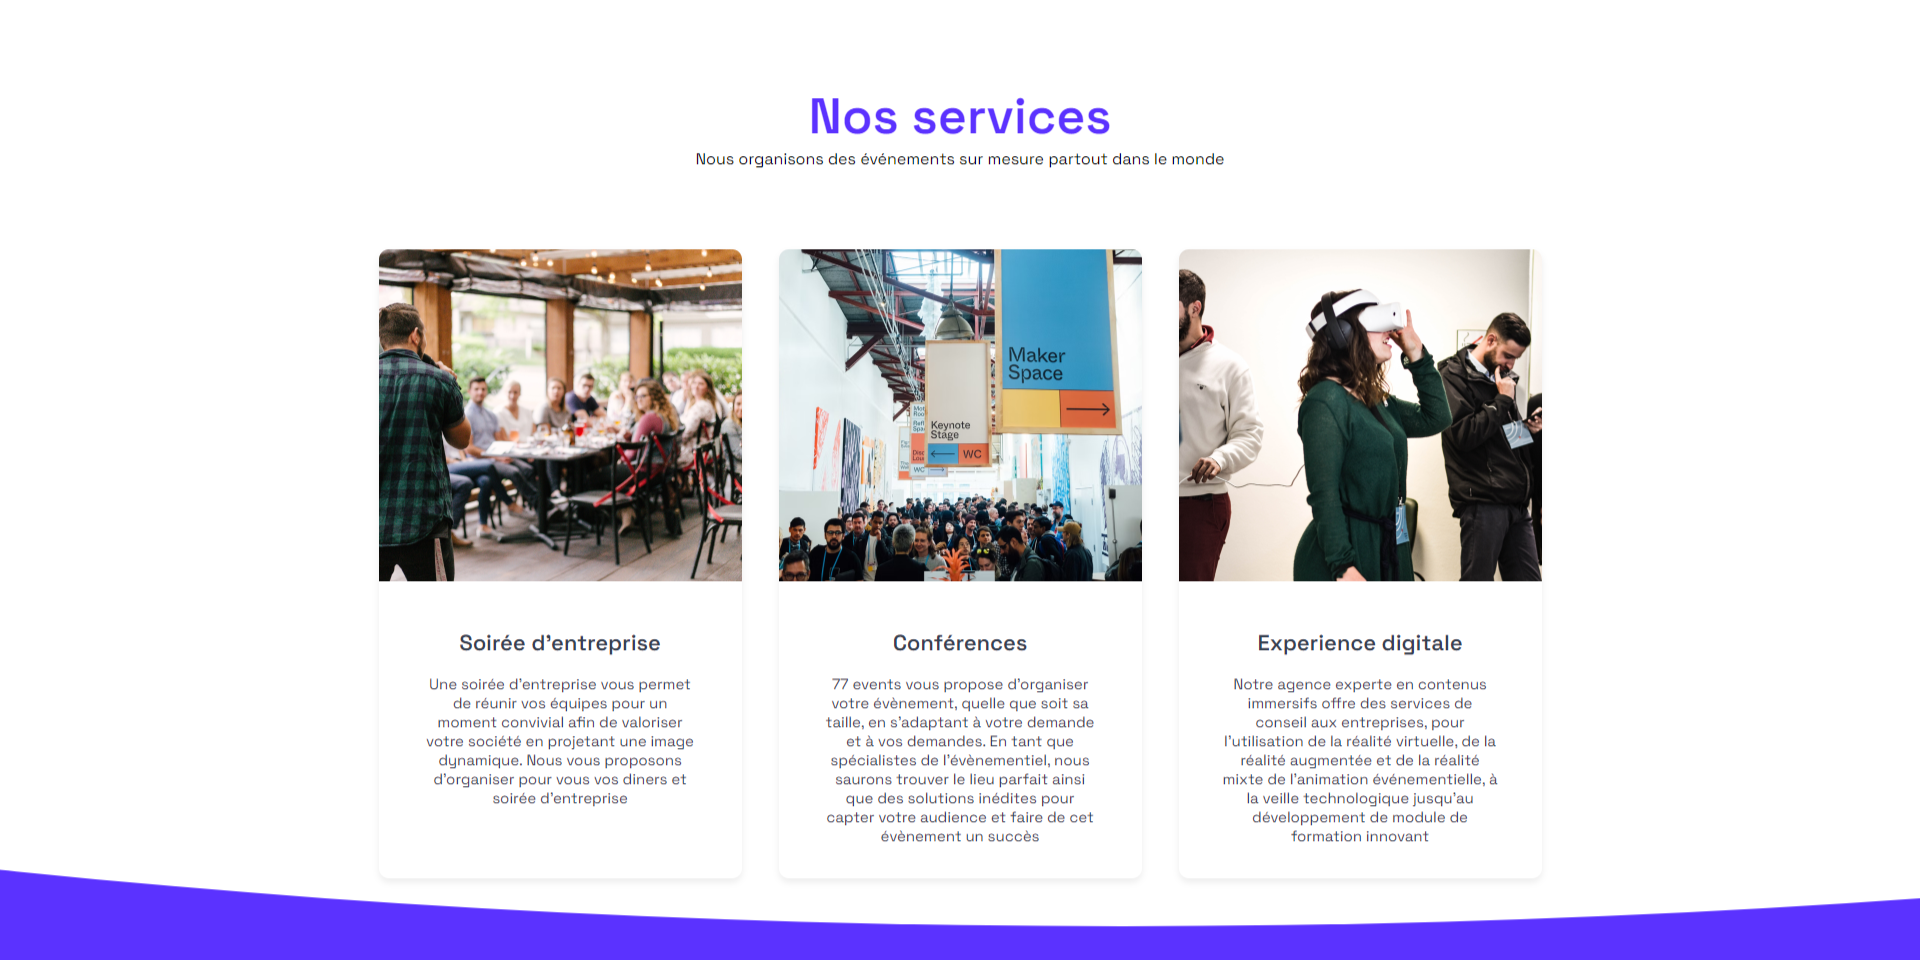 Nos services
Nous organisons des événements sur mesure partout dans le monde
Maker
Space
Keynote
Stage
WC
WC
Soirée d'entreprise
Une soirée d'entreprise vous permet
de réunir vos équipes pour un
moment convivial afin de valoriser
votre société en projetant une image
dynamique. Nous vous proposons
d'organiser pour vous vos diners et
soirée d'entreprise
Conférences
77 events vous propose d'organiser
votre évènement, quelle que soit sa
taille, en s'adaptant à votre demande
et à vos demandes. En tant que
spécialistes de l'évènementiel, nous
saurons trouver le lieu parfait ainsi
que des solutions inédites pour
capter votre audience et faire de cet
évènement un succès
Experience digitale
Notre agence experte en contenus
immersifs offre des services de
conseil aux entreprises, pour
l'utilisation de la réalité virtuelle, de la
réalité augmentée et de la réalité
mixte de l'animation événementielle, à
la veille technologique jusqu'au
développement de module de
formation innovant